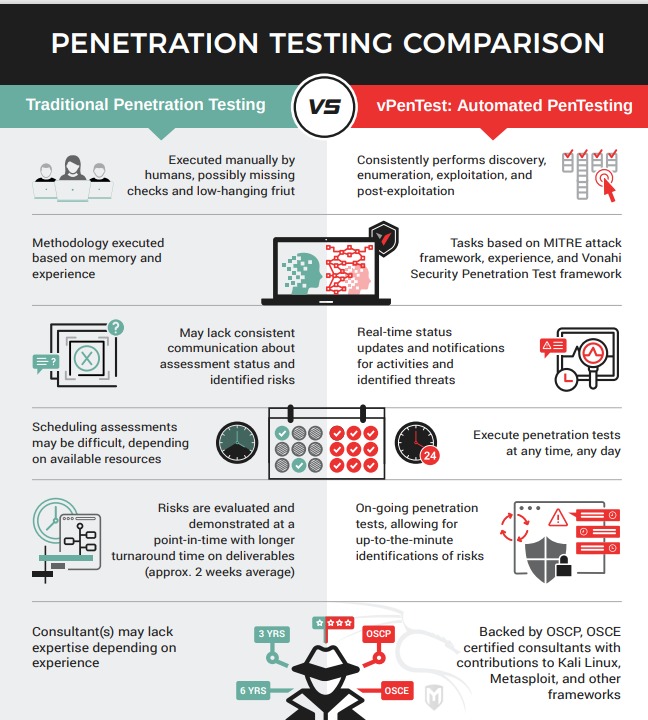 PENETRATION TESTING COMPARISON
Traditional Penetration Testing
VS
vPenTest: Automated PenTesting
Executed manually by
humans, possibly missing
checks and low-hanging friut
Consistently performs discovery,
enumeration, exploitation, and
post-exploitation
Methodology executed
based on memory and
experience
Tasks based on MITRE attack
framework, experience, and Vonahi
Security Penetration Test framework
?
X
May lack consistent
communication about
assessment status and
identified risks
Real-time status
updates and notifications
for activities and
identified threats
Scheduling assessments
may be difficult, depending
on available resources
24
Execute penetration tests
at any time, any day
Risks are evaluated and
demonstrated at a
point-in-time with longer
turnaround time on deliverables
(approx. 2 weeks average)
On-going penetration
tests, allowing for
up-to-the-minute
identifications of risks
Consultant(s) may lack
expertise depending on
experience
3 YRS
OSCP
6 YRS
OSCE
Backed by OSCP, OSCE
certified consultants with
contributions to Kali Linux,
Metasploit, and other
frameworks